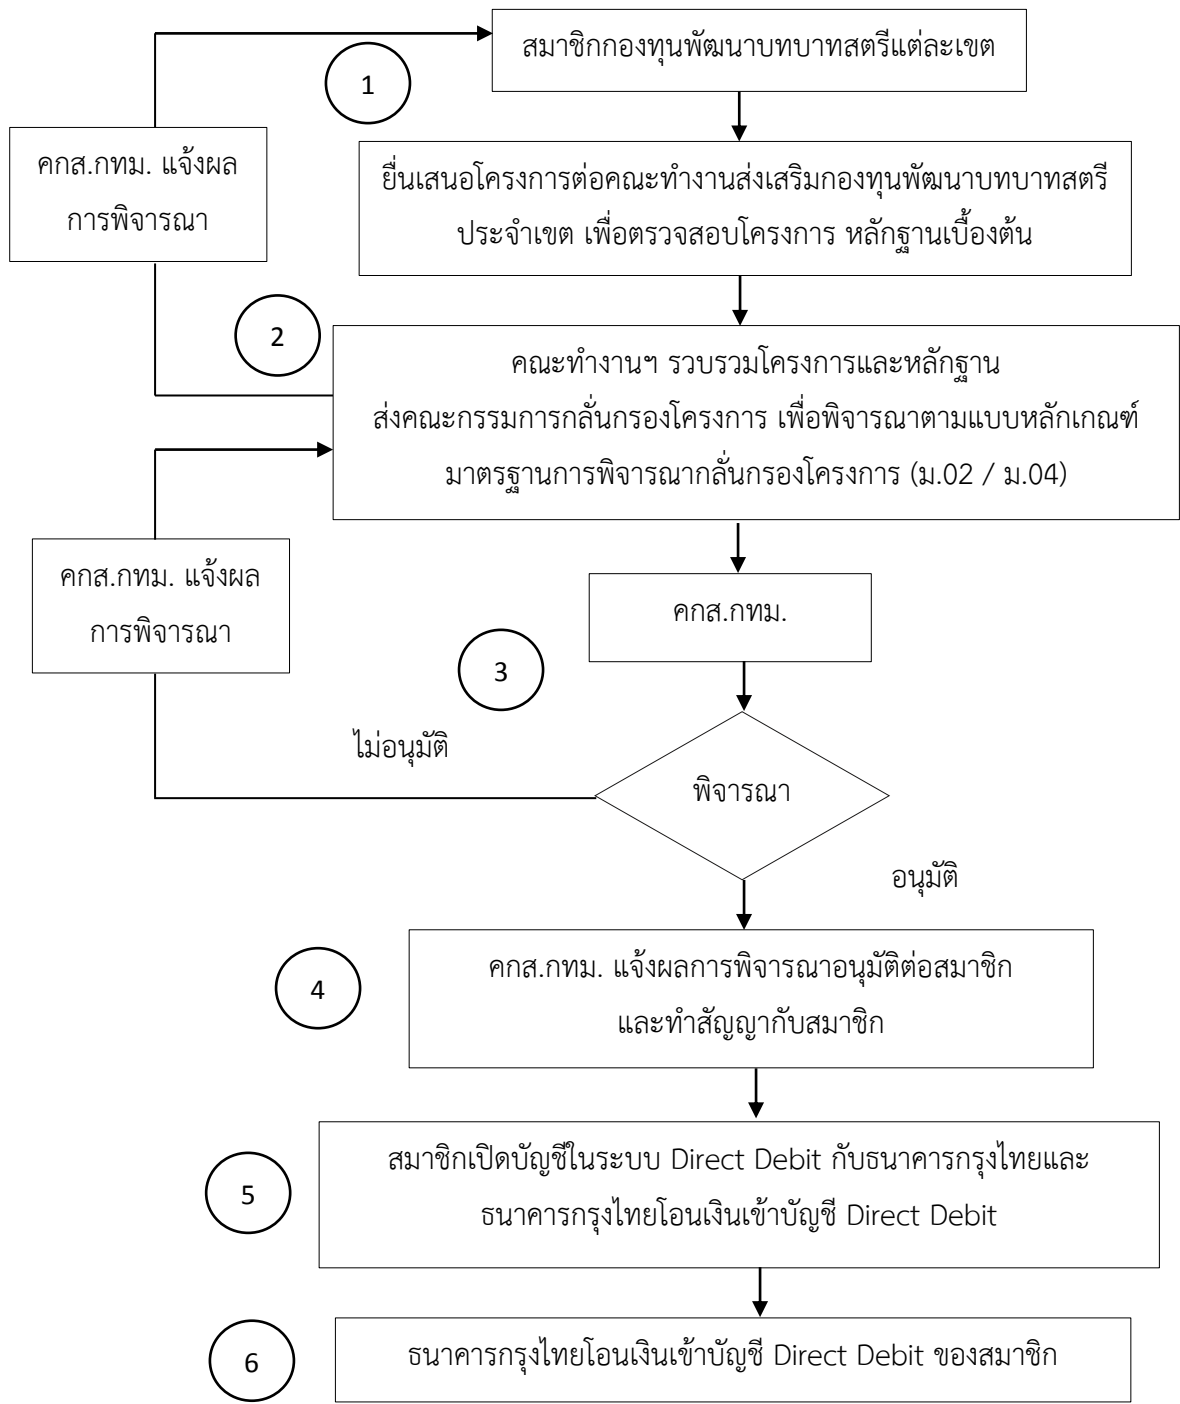 สมาชิกกองทุนพัฒนาบทบาทสตรีแต่ละเขต
1
คกส.กทม. แจ้งผล
การพิจารณา
ยื่นเสนอโครงการต่อคณะทำงานส่งเสริมกองทุนพัฒนาบทบาทสตรี
ประจำเขต เพื่อตรวจสอบโครงการ หลักฐานเบื้องต้น
2
คณะทำงานฯ รวบรวมโครงการและหลักฐาน
ส่งคณะกรรมการกลั่นกรองโครงการ เพื่อพิจารณาตามแบบหลักเกณฑ์
มาตรฐานการพิจารณากลั่นกรองโครงการ (ม.02 / ม.04)
คกส.กทม. แจ้งผล
การพิจารณา
คกส.กทม.
3
ไม่อนุมัติ
พิจารณา
อนุมัติ
4
คกส.กทม. แจ้งผลการพิจารณาอนุมัติต่อสมาชิก
และทำสัญญากับสมาชิก
5
สมาชิกเปิดบัญชีในระบบ Direct Debit กับธนาคารกรุงไทยและ
ธนาคารกรุงไทยโอนเงินเข้าบัญชี Direct Debit
6
ธนาคารกรุงไทยโอนเงินเข้าบัญชี Direct Debit ของสมาชิก